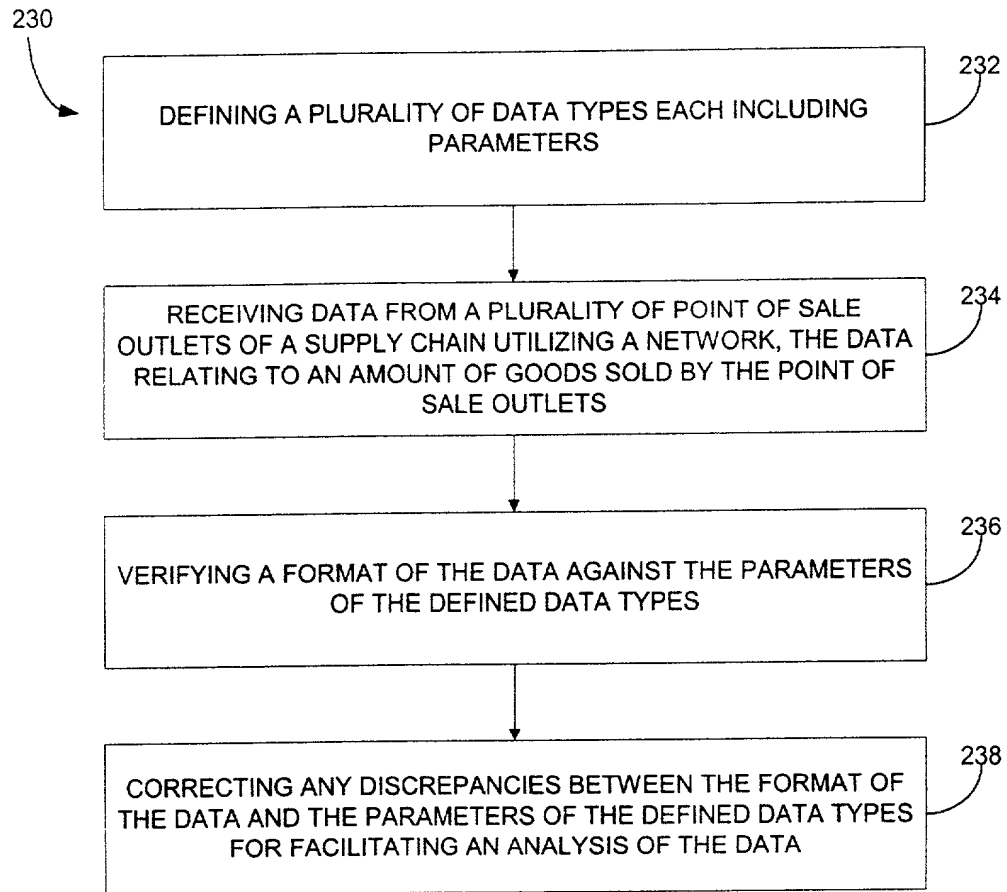 230
232
DEFINING A PLURALITY OF DATA TYPES EACH INCLUDING
PARAMETERS
234
RECEIVING DATA FROM A PLURALITY OF POINT OF SALE
OUTLETS OF A SUPPLY CHAIN UTILIZING A NETWORK, THE DATA
RELATING TO AN AMOUNT OF GOODS SOLD BY THE POINT OF
SALE OUTLETS
236
VERIFYING A FORMAT OF THE DATA AGAINST THE PARAMETERS
OF THE DEFINED DATA TYPES
238
CORRECTING ANY DISCREPANCIES BETWEEN THE FORMAT OF
THE DATA AND THE PARAMETERS OF THE DEFINED DATA TYPES
FOR FACILITATING AN ANALYSIS OF THE DATA